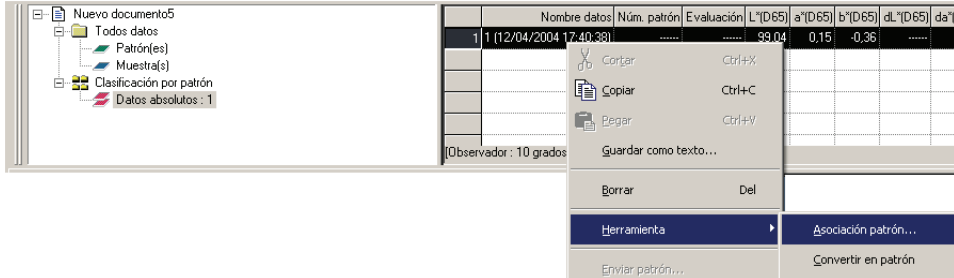 Nuevo documento5
Todos datos
Patrón(es)
Muestra(s)
Clasificación por patrón
Datos absolutos : 1
Nombre datos Núm. patrón Evaluación L*(D65) a*(D65) b*(D65) dL*(D65) da*(
1 1 (12/04/2004 17:40:38) ------ ------ 99,04 0,15 -0,36 ------
[Observador : 10 grados
Cortar Ctrl+X
Copiar Ctrl+C
Pegar Ctrl+V
Guardar como texto...
Borrar Del
Herramienta
Enviar patrón...
Asociación patrón...
Convertir en patrón